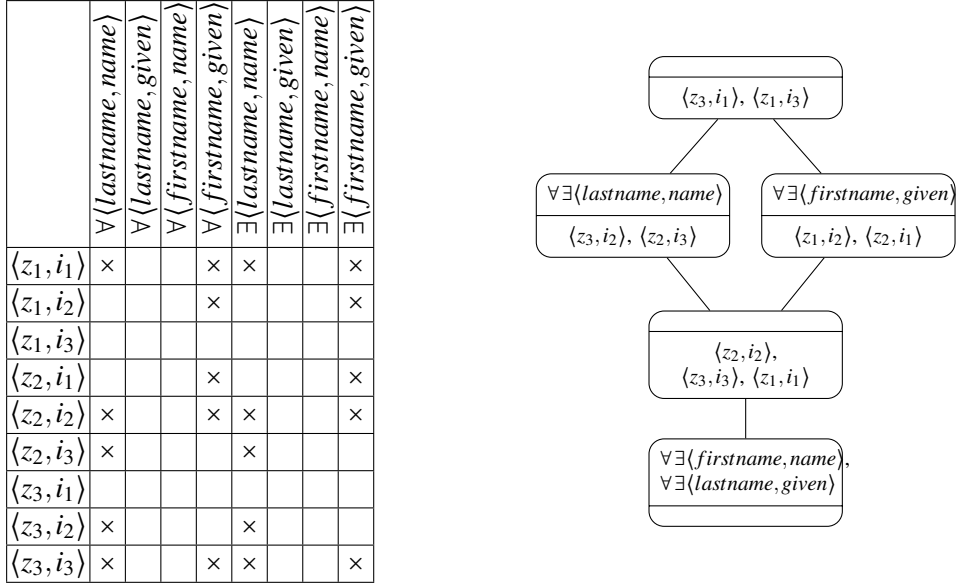 ∀⟨lastname,name⟩ ∀⟨lastname,given⟩ ∀⟨firstname,name⟩ ∀⟨firstname,given⟩ ∃⟨lastname,name⟩ ∃⟨lastname,given⟩ ∃⟨firstname,name⟩ ∃⟨firstname,given⟩
⟨z₁,i₁⟩ × × × ×
⟨z₁,i₂⟩ × ×
⟨z₁,i₃⟩
⟨z₂,i₁⟩ × ×
⟨z₂,i₂⟩ × × × ×
⟨z₂,i₃⟩ × ×
⟨z₃,i₁⟩
⟨z₃,i₂⟩ × ×
⟨z₃,i₃⟩ × × × ×
⟨z₃,i₁⟩, ⟨z₁,i₃⟩
∀∃⟨lastname,name⟩
⟨z₃,i₂⟩, ⟨z₂,i₃⟩
∀∃⟨firstname,given⟩
⟨z₁,i₂⟩, ⟨z₂,i₁⟩
⟨z₂,i₂⟩,
⟨z₃,i₃⟩, ⟨z₁,i₁⟩
∀∃⟨firstname,name⟩,
∀∃⟨lastname,given⟩